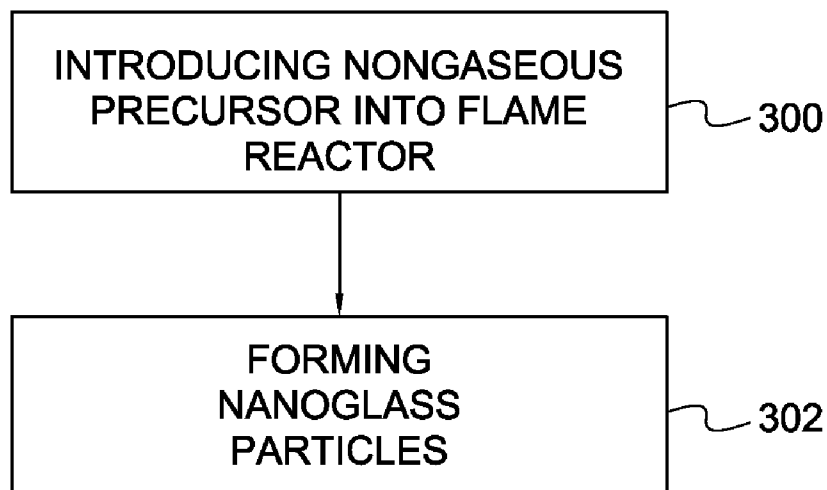 INTRODUCING NONGASEOUS
PRECURSOR INTO FLAME
REACTOR
300
FORMING
NANOGLASS
PARTICLES
302